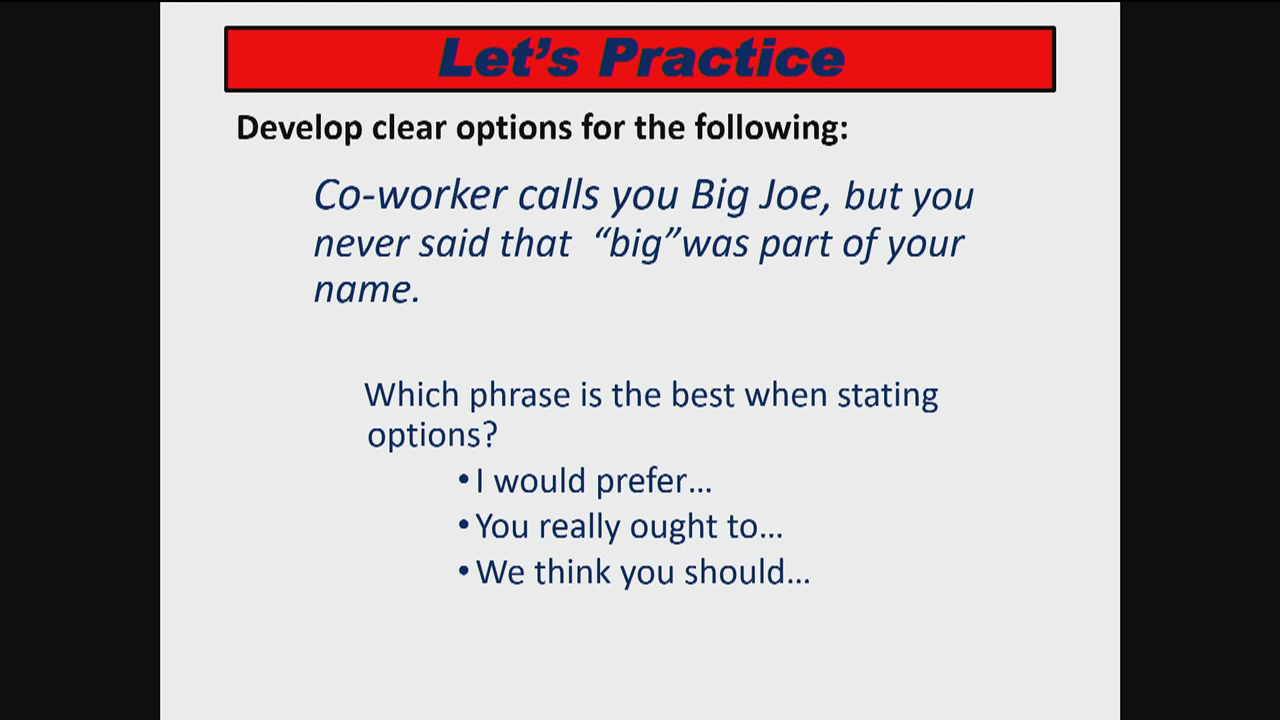 Let's Practice
Develop clear options for the following:
Co-worker calls you Big Joe, but you
never said that “big”was part of your
name.
Which phrase is the best when stating
options?
• I would prefer...
• You really ought to...
• We think you should...